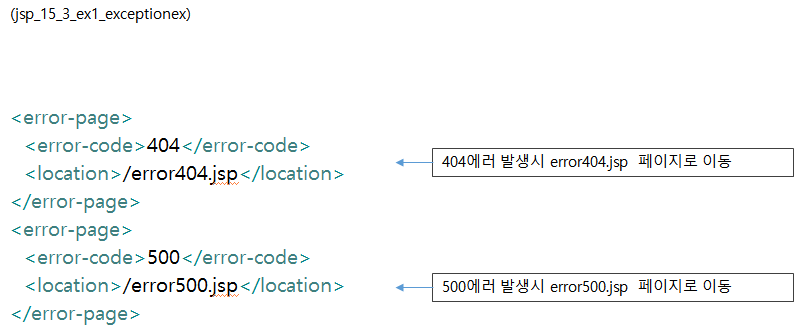 (jsp_15_3_ex1_exceptionex)
<error-page>
<error-code>404</error-code>
<location>/error404.jsp</location>
404에러 발생시 error404.jsp 페이지로 이동
</error-page>
<error-page>
<error-code>500</error-code>
<location>/error500.jsp</location>
500에러 발생시 error500.jsp 페이지로 이동
</error-page>